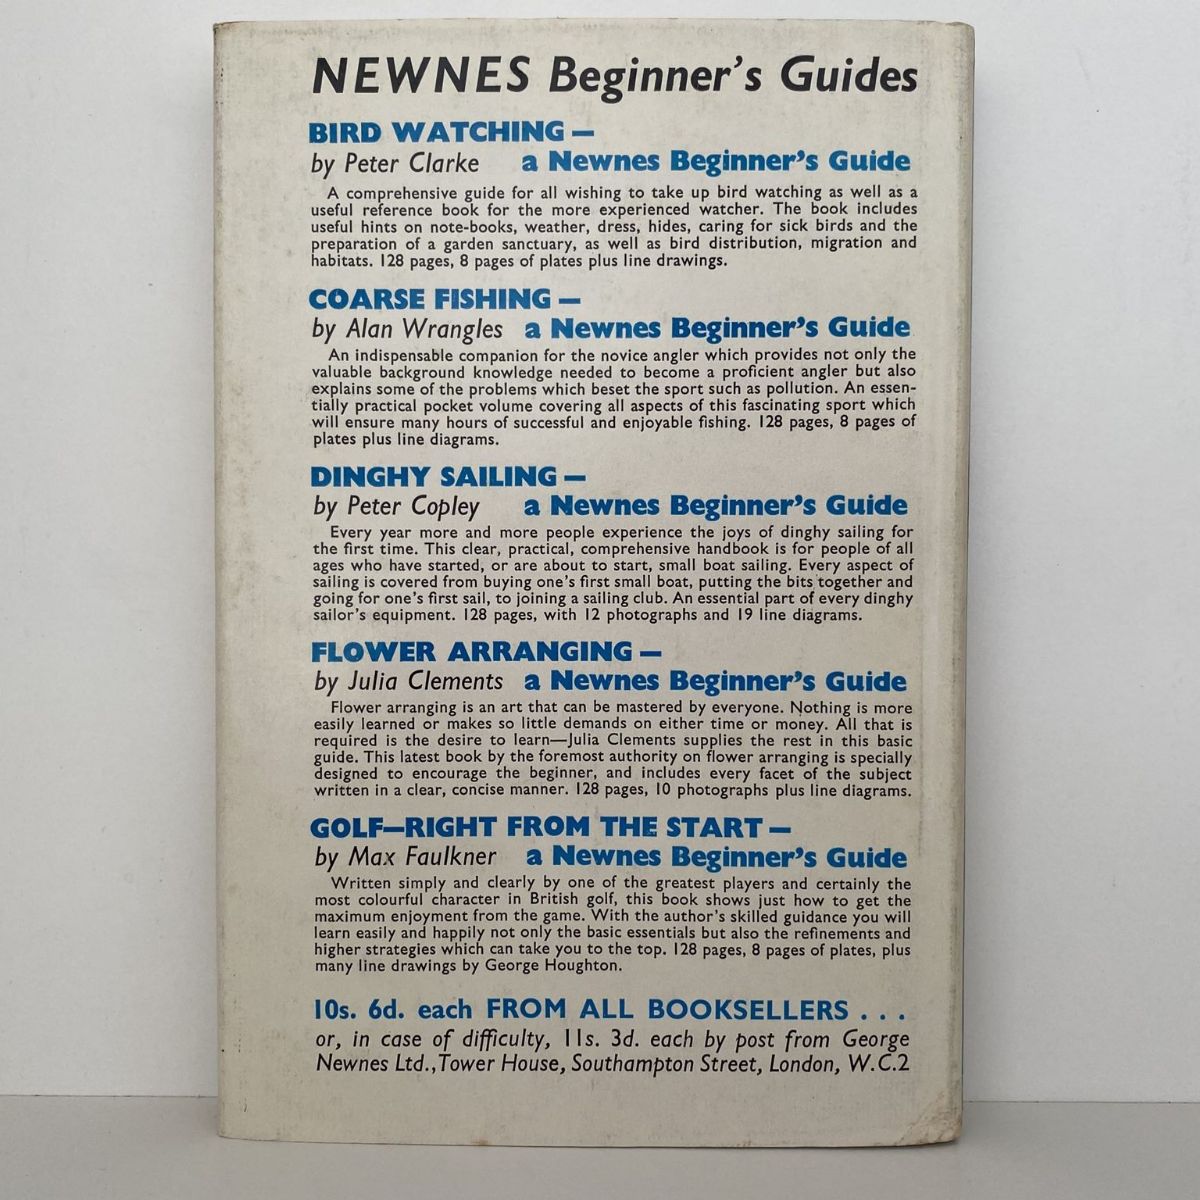 NEWNES Beginner's Guides
BIRD WATCHING —
by Peter Clarke a Newnes Beginner's Guide
A comprehensive guide for all wishing to take up bird watching as well as a
useful reference book for the more experienced watcher. The book includes
useful hints on note-books, weather, dress, hides, caring for sick birds and the
preparation of a garden sanctuary, as well as bird distribution, migration and
habitats. 128 pages, 8 pages of plates plus line drawings.
COARSE FISHING —
by Alan Wrangles a Newnes Beginner's Guide
An indispensable companion for the novice angler which provides not only the
valuable background knowledge needed to become a proficient angler but also
explains some of the problems which beset the sport such as pollution. An essen-
tially practical pocket volume covering all aspects of this fascinating sport which
will ensure many hours of successful and enjoyable fishing. 128 pages, 8 pages of
plates plus line diagrams.
DINGHY SAILING —
by Peter Copley a Newnes Beginner's Guide
Every year more and more people experience the joys of dinghy sailing for
the first time. This clear, practical, comprehensive handbook is for people of all
ages who have started, or are about to start, small boat sailing. Every aspect of
sailing is covered from buying one's first small boat, putting the bits together and
going for one's first sail, to joining a sailing club. An essential part of every dinghy
sailor's equipment. 128 pages, with 12 photographs and 19 line diagrams.
FLOWER ARRANGING —
by Julia Clements a Newnes Beginner's Guide
Flower arranging is an art that can be mastered by everyone. Nothing is more
easily learned or makes so little demands on either time or money. All that is
required is the desire to learn—Julia Clements supplies the rest in this basic
guide. This latest book by the foremost authority on flower arranging is specially
designed to encourage the beginner, and includes every facet of the subject
written in a clear, concise manner. 128 pages, 10 photographs plus line diagrams.
GOLF—RIGHT FROM THE START —
by Max Faulkner a Newnes Beginner's Guide
Written simply and clearly by one of the greatest players and certainly the
most colourful character in British golf, this book shows just how to get the
maximum enjoyment from the game. With the author's skilled guidance you will
learn easily and happily not only the basic essentials but also the refinements and
higher strategies which can take you to the top. 128 pages, 8 pages of plates, plus
many line drawings by George Houghton.
10s. 6d. each FROM ALL BOOKSELLERS . . .
or, in case of difficulty, 11s. 3d. each by post from George
Newnes Ltd., Tower House, Southampton Street, London, W.C.2